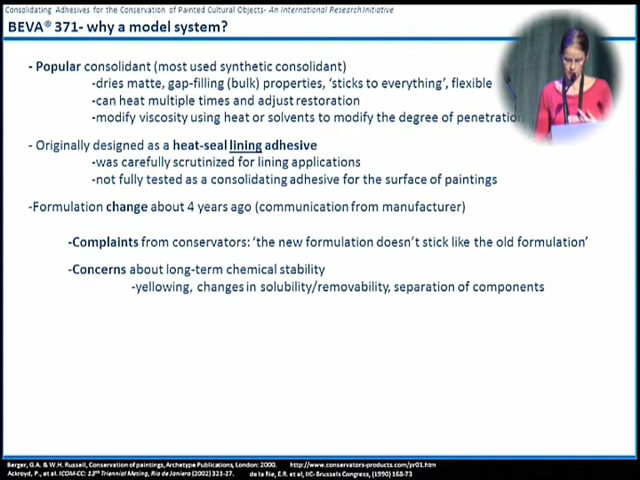 Consolidating Adhesives for the Conservation of Painted Cultural Objects- An International Research Initiative
BEVA® 371- why a model system?
- Popular consolidant (most used synthetic consolidant)
-dries matte, gap-filling (bulk) properties, 'sticks to everything', flexible
-can heat multiple times and adjust restoration
-modify viscosity using heat or solvents to modify the degree of penetration
- Originally designed as a heat-seal lining adhesive
-was carefully scrutinized for lining applications
-not fully tested as a consolidating adhesive for the surface of paintings
-Formulation change about 4 years ago (communication from manufacturer)
-Complaints from conservators: 'the new formulation doesn't stick like the old formulation'
-Concerns about long-term chemical stability
-yellowing, changes in solubility/removability, separation of components
Berger, G.A. & W.H. Russell, Conservation of paintings, Archetype Publications, London: 2000. http://www.conservators-products.com/pr01.htm
Ackroyd, P., et al. ICOM-CC: 13th Triennial Meting, Rio de Janiero (2002) 321-27. de la Rie, E.R. et al, IIC- Brussels Congress, (1990) 168-73